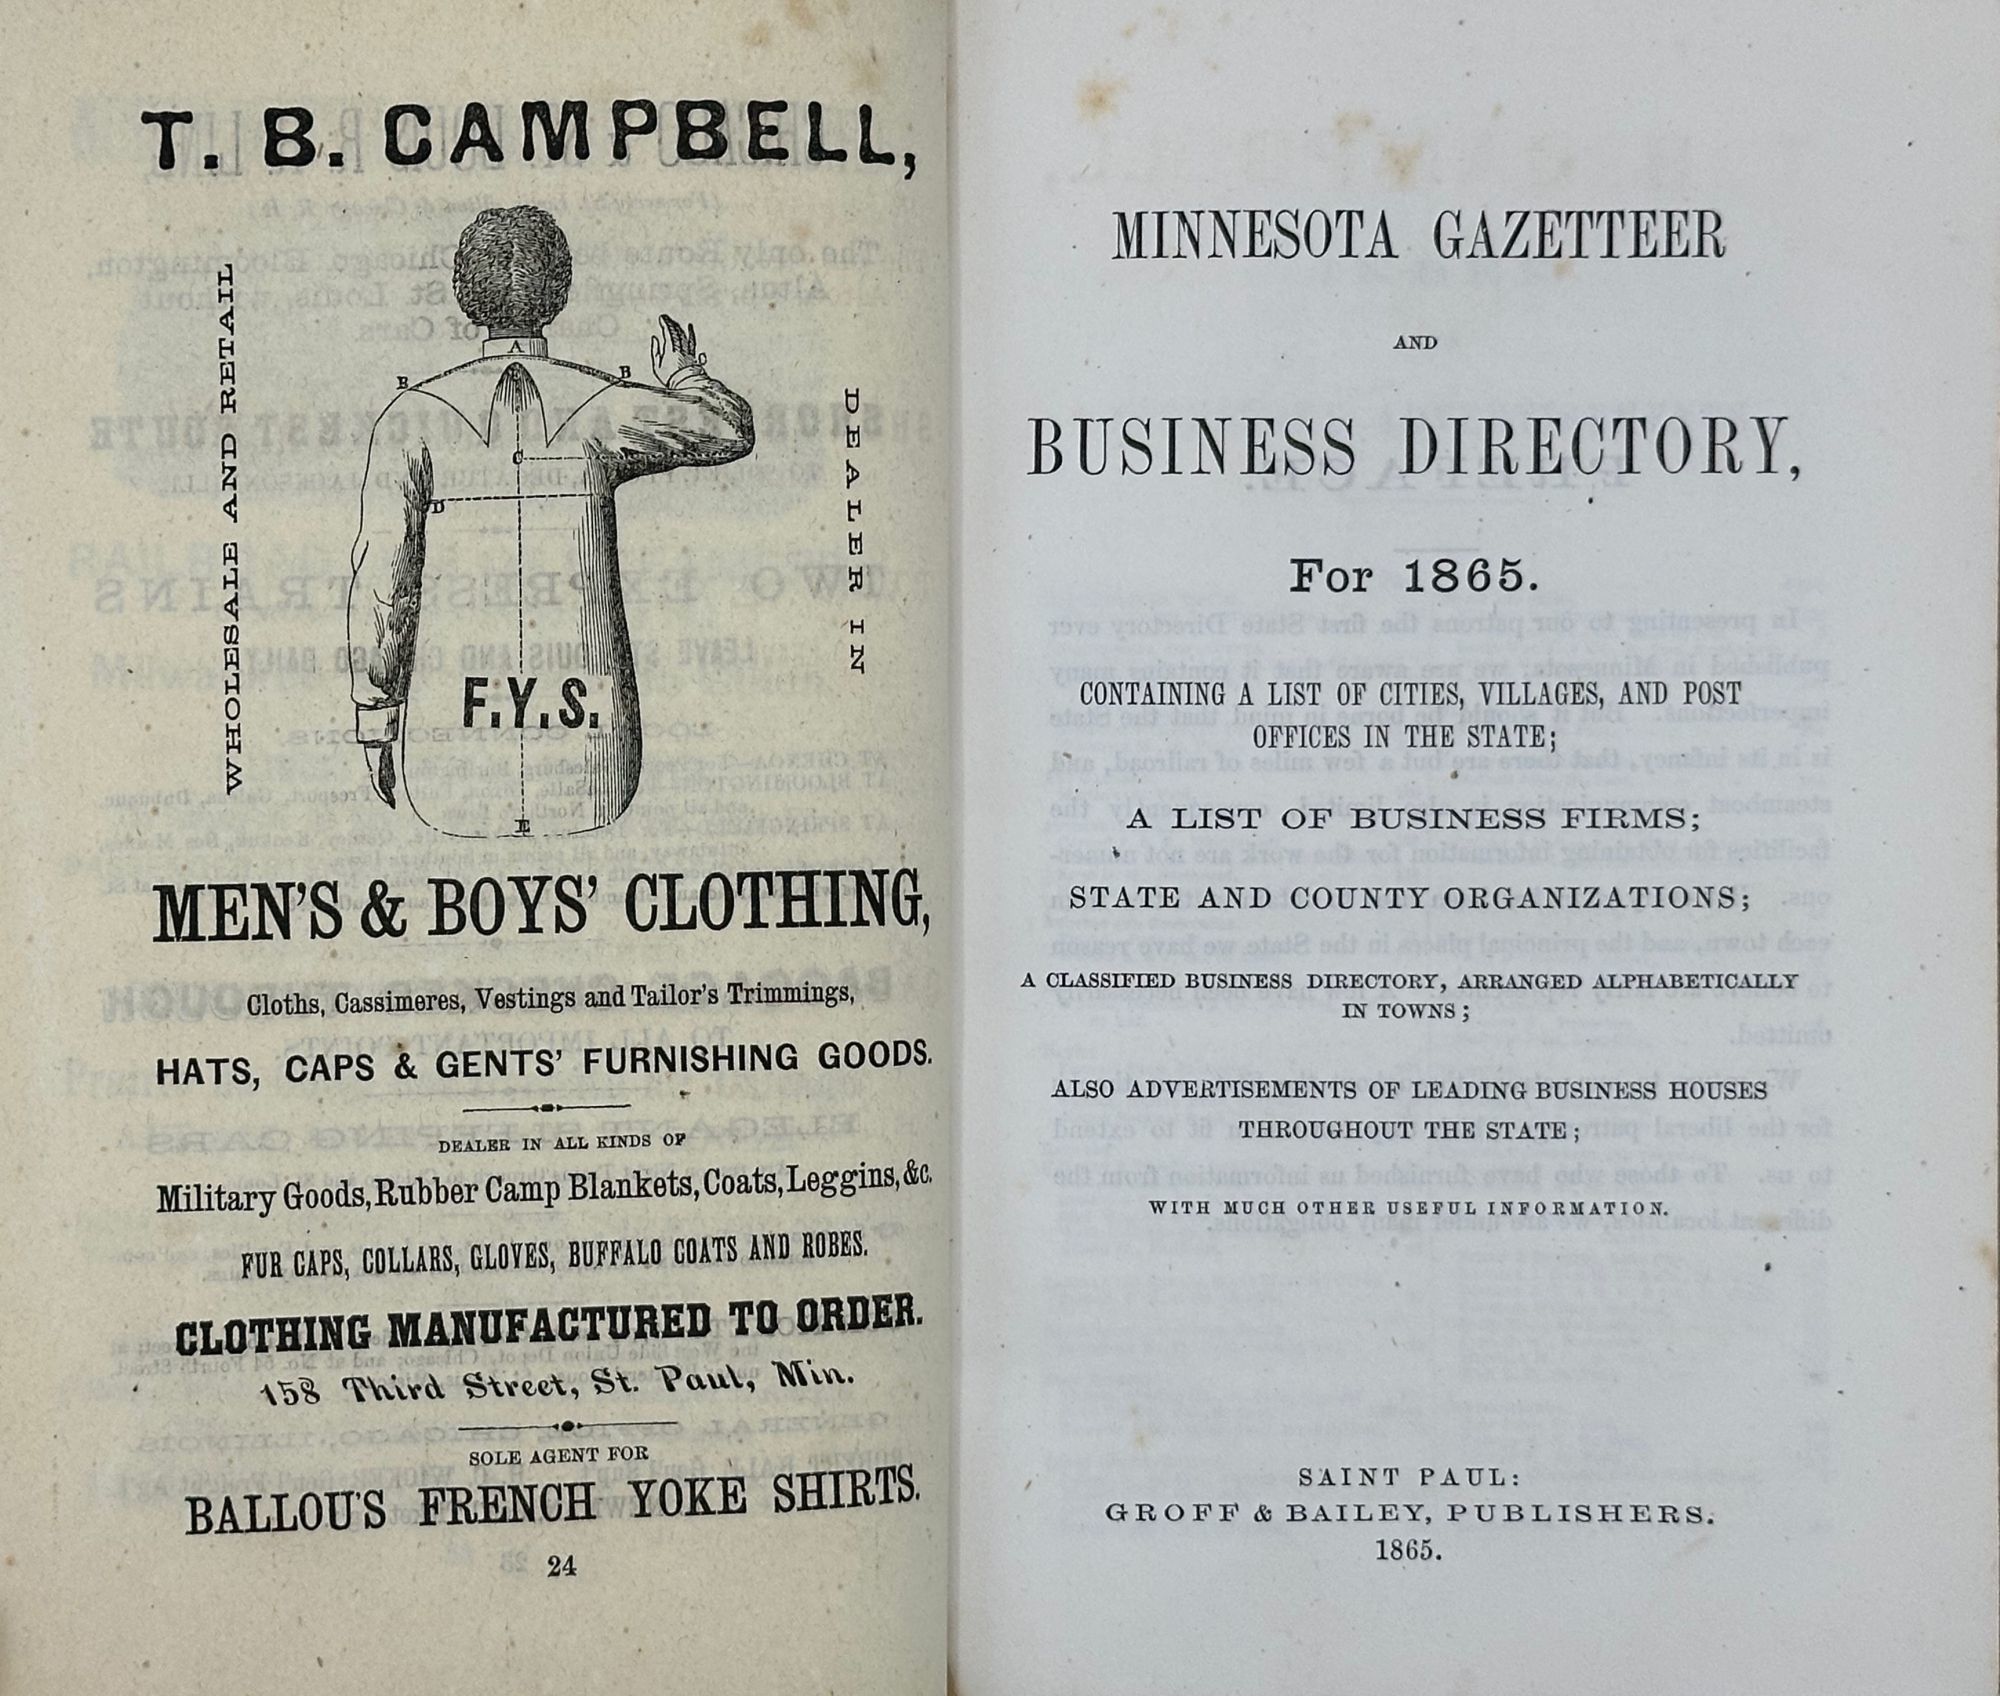 T. B. CAMPBELL,
WHOLESALE AND RETAIL
DEALER IN
A
B
B
C
E
C
D
F.Y.S.
E
MEN'S & BOYS' CLOTHING,
Cloths, Cassimeres, Vestings and Tailor's Trimmings,
HATS, CAPS & GENTS' FURNISHING GOODS.
DEALER IN ALL KINDS OF
Military Goods, Rubber Camp Blankets, Coats, Leggins, &c.
FUR CAPS, COLLARS, GLOVES, BUFFALO COATS AND ROBES.
CLOTHING MANUFACTURED TO ORDER.
158 Third Street, St. Paul, Min.
SOLE AGENT FOR
BALLOU'S FRENCH YOKE SHIRTS.
24
MINNESOTA GAZETTEER
AND
BUSINESS DIRECTORY,
For 1865.
CONTAINING A LIST OF CITIES, VILLAGES, AND POST
OFFICES IN THE STATE;
A LIST OF BUSINESS FIRMS;
STATE AND COUNTY ORGANIZATIONS;
A CLASSIFIED BUSINESS DIRECTORY, ARRANGED ALPHABETICALLY
IN TOWNS;
ALSO ADVERTISEMENTS OF LEADING BUSINESS HOUSES
THROUGHOUT THE STATE;
WITH MUCH OTHER USEFUL INFORMATION.
SAINT PAUL:
GROFF & BAILEY, PUBLISHERS.
1865.